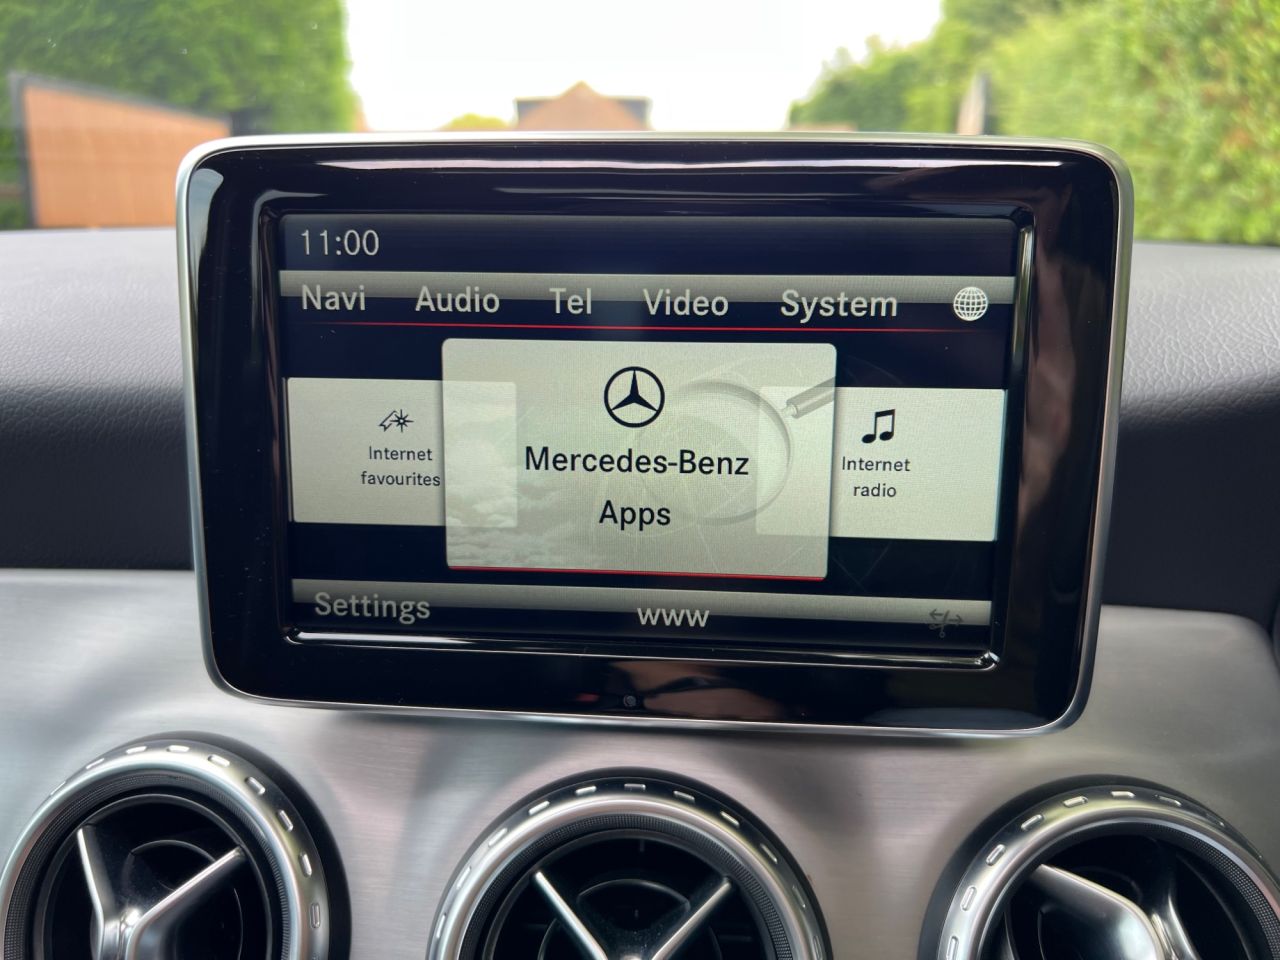 11:00
Navi Audio Tel Video System
Internet
favourites
Mercedes-Benz
Apps
Internet
radio
Settings www